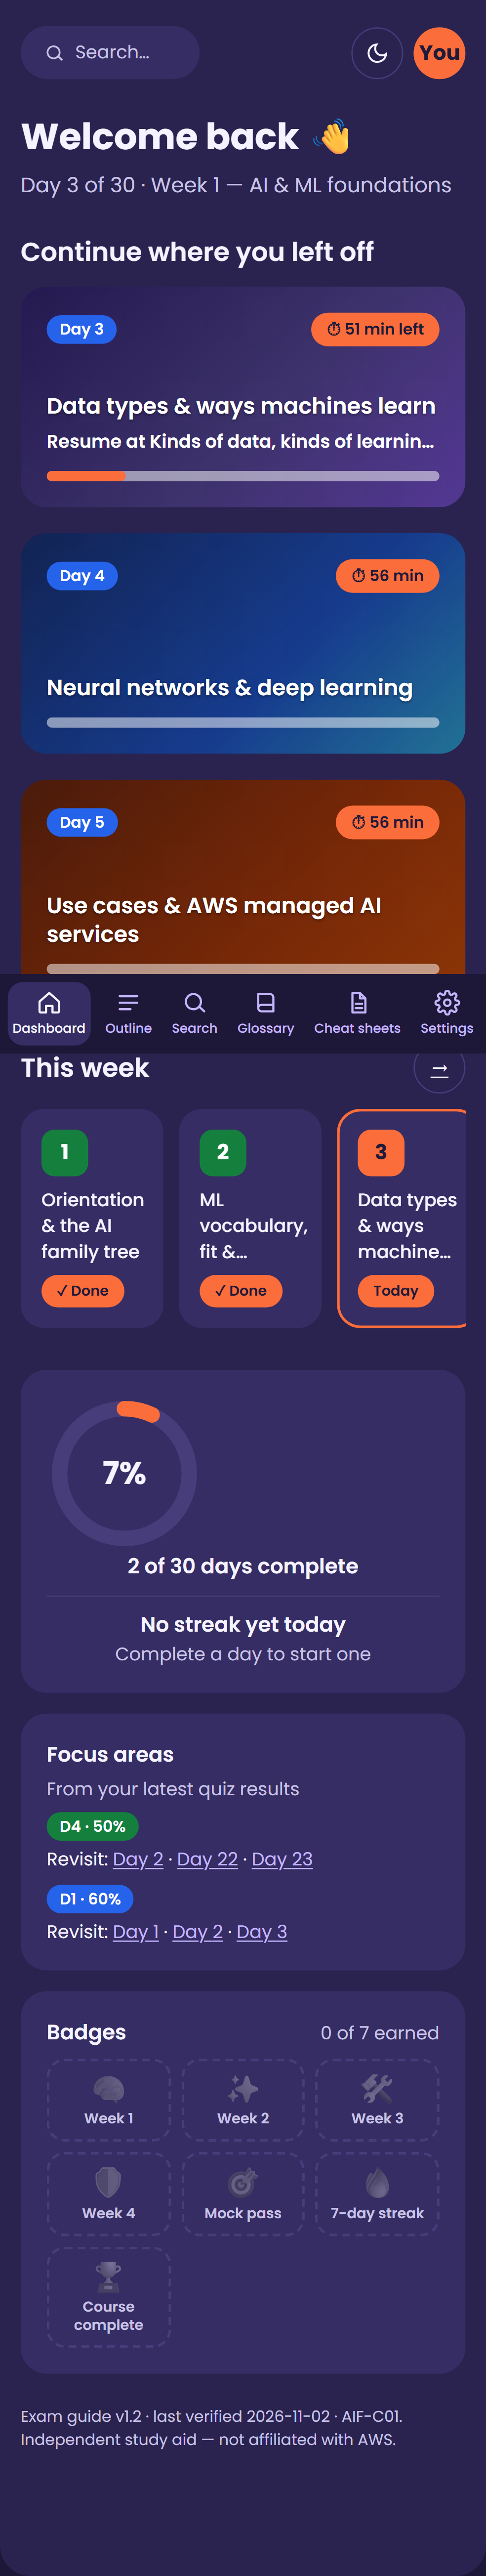 Search...
You
Welcome back 👋
Day 3 of 30 · Week 1 — AI & ML foundations
Continue where you left off
Day 3
⏱ 51 min left
Data types & ways machines learn
Resume at Kinds of data, kinds of learnin...
Day 4
⏱ 56 min
Neural networks & deep learning
Day 5
⏱ 56 min
Use cases & AWS managed AI
services
Dashboard
Outline
Search
Glossary
Cheat sheets
Settings
This week
→
1
Orientation
& the AI
family tree
✓ Done
2
ML
vocabulary,
fit &...
✓ Done
3
Data types
& ways
machine...
Today
7%
2 of 30 days complete
No streak yet today
Complete a day to start one
Focus areas
From your latest quiz results
D4 · 50%
Revisit: Day 2 · Day 22 · Day 23
D1 · 60%
Revisit: Day 1 · Day 2 · Day 3
Badges
0 of 7 earned
Week 1
Week 2
Week 3
Week 4
Mock pass
7-day streak
Course
complete
Exam guide v1.2 · last verified 2026-11-02 · AIF-C01.
Independent study aid — not affiliated with AWS.